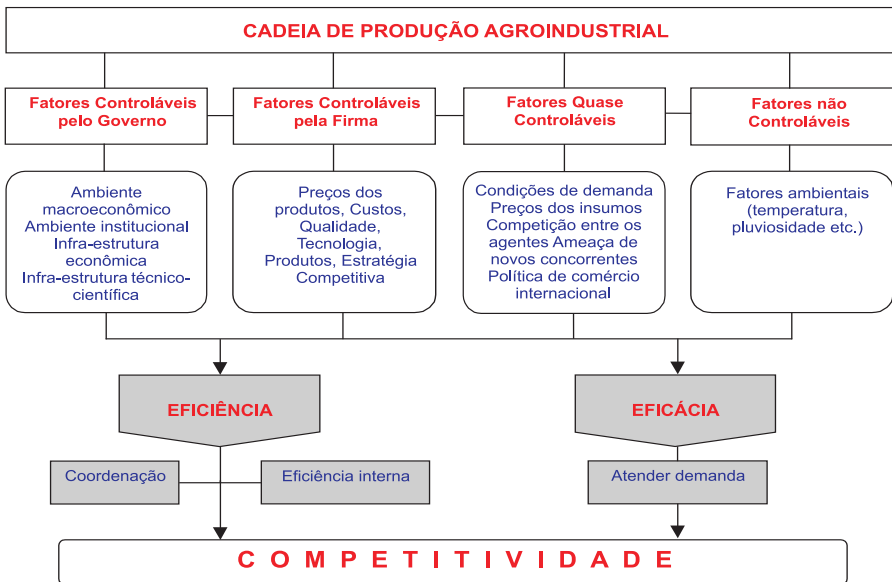 CADEIA DE PRODUÇÃO AGROINDUSTRIAL
Fatores Controláveis
pelo Governo
Fatores Controláveis
pela Firma
Fatores Quase
Controláveis
Fatores não
Controláveis
Ambiente
macroeconômico
Ambiente institucional
Infra-estrutura
econômica
Infra-estrutura técnico-
científica
Preços dos
produtos, Custos,
Qualidade,
Tecnologia,
Produtos, Estratégia
Competitiva
Condições de demanda
Preços dos insumos
Competição entre os
agentes Ameaça de
novos concorrentes
Política de comércio
internacional
Fatores ambientais
(temperatura,
pluviosidade etc.)
EFICIÊNCIA
EFICÁCIA
Coordenação
Eficiência interna
Atender demanda
COMPETITIVIDADE